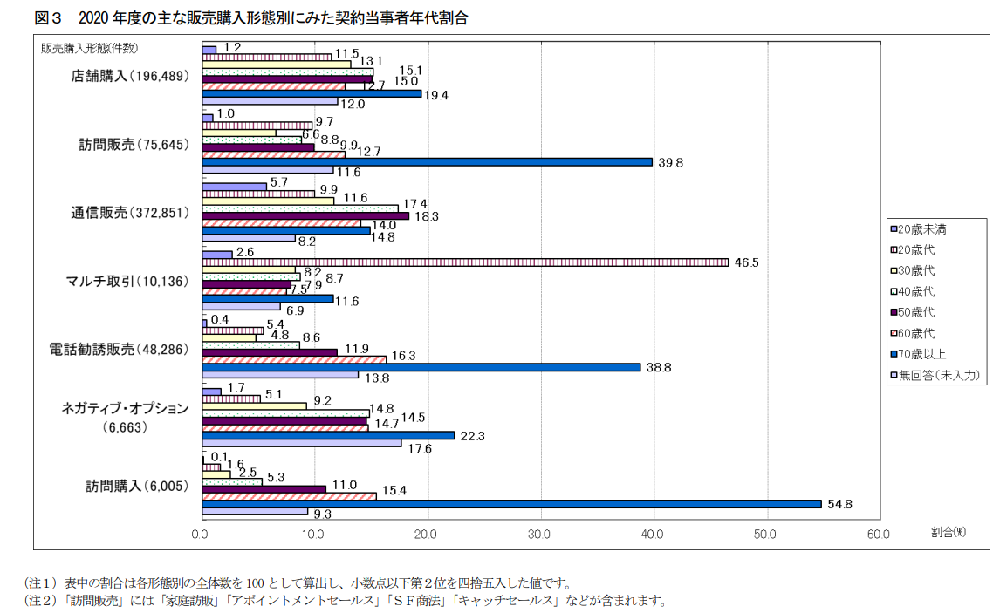 図３ 2020 年度の主な販売購入形態別にみた契約当事者年代割合
販売購入形態(件数)
店舗購入(196,489)
1.2
11.5
13.1
15.1
15.0
2.7
19.4
12.0
訪問販売(75,645)
1.0
9.7
6.6
8.8
9.9
12.7
39.8
11.6
通信販売(372,851)
5.7
9.9
11.6
17.4
18.3
14.0
14.8
8.2
マルチ取引(10,136)
2.6
46.5
8.2
8.7
7.9
7.5
11.6
6.9
電話勧誘販売(48,286)
0.4
5.4
4.8
8.6
11.9
16.3
38.8
13.8
ネガティブ・オプション
(6,663)
1.7
5.1
9.2
14.8
14.5
14.7
22.3
17.6
訪問購入(6,005)
0.1
1.6
2.5
5.3
11.0
15.4
54.8
9.3
0.0 10.0 20.0 30.0 40.0 50.0 60.0
割合(%)
20歳未満
20歳代
30歳代
40歳代
50歳代
60歳代
70歳以上
無回答(未入力)
（注１）表中の割合は各形態別の全体数を 100 として算出し、小数点以下第２位を四捨五入した値です。
（注２）「訪問販売」には「家庭訪販」「アポイントメントセールス」「ＳＦ商法」「キャッチセールス」などが含まれます。